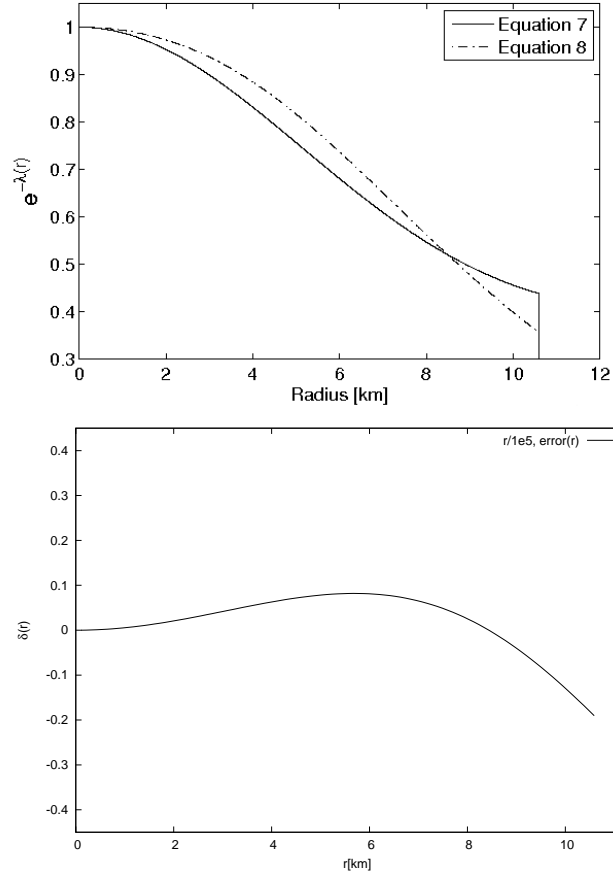 1
0.9
0.8
0.7
0.6
0.5
0.4
0.3
e^{-λ(r)}
Equation 7
Equation 8
0 2 4 6 8 10 12
Radius [km]
0.4
0.3
0.2
0.1
0
-0.1
-0.2
-0.3
-0.4
δ(r)
r/1e5, error(r)
0 2 4 6 8 10
r[km]